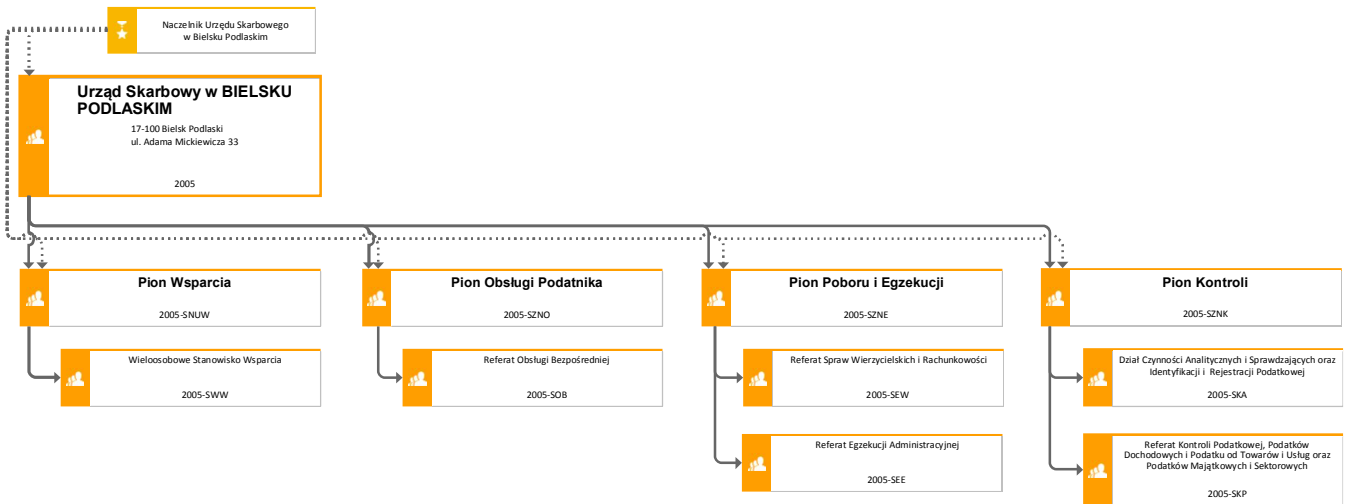 Naczelnik Urzędu Skarbowego
w Bielsku Podlaskim
Urząd Skarbowy w BIELSKU
PODLASKIM
17-100 Bielsk Podlaski
ul. Adama Mickiewicza 33
2005
Pion Wsparcia
2005-SNUW
Pion Obsługi Podatnika
2005-SZNO
Pion Poboru i Egzekucji
2005-SZNE
Pion Kontroli
2005-SZNK
Wieloosobowe Stanowisko Wsparcia
2005-SWW
Referat Obsługi Bezpośredniej
2005-SOB
Referat Spraw Wierzycielskich i Rachunkowości
2005-SEW
Dział Czynności Analitycznych i Sprawdzających oraz
Identyfikacji i Rejestracji Podatkowej
2005-SKA
Referat Egzekucji Administracyjnej
2005-SEE
Referat Kontroli Podatkowej, Podatków
Dochodowych i Podatku od Towarów i Usług oraz
Podatków Majątkowych i Sektorowych
2005-SKP